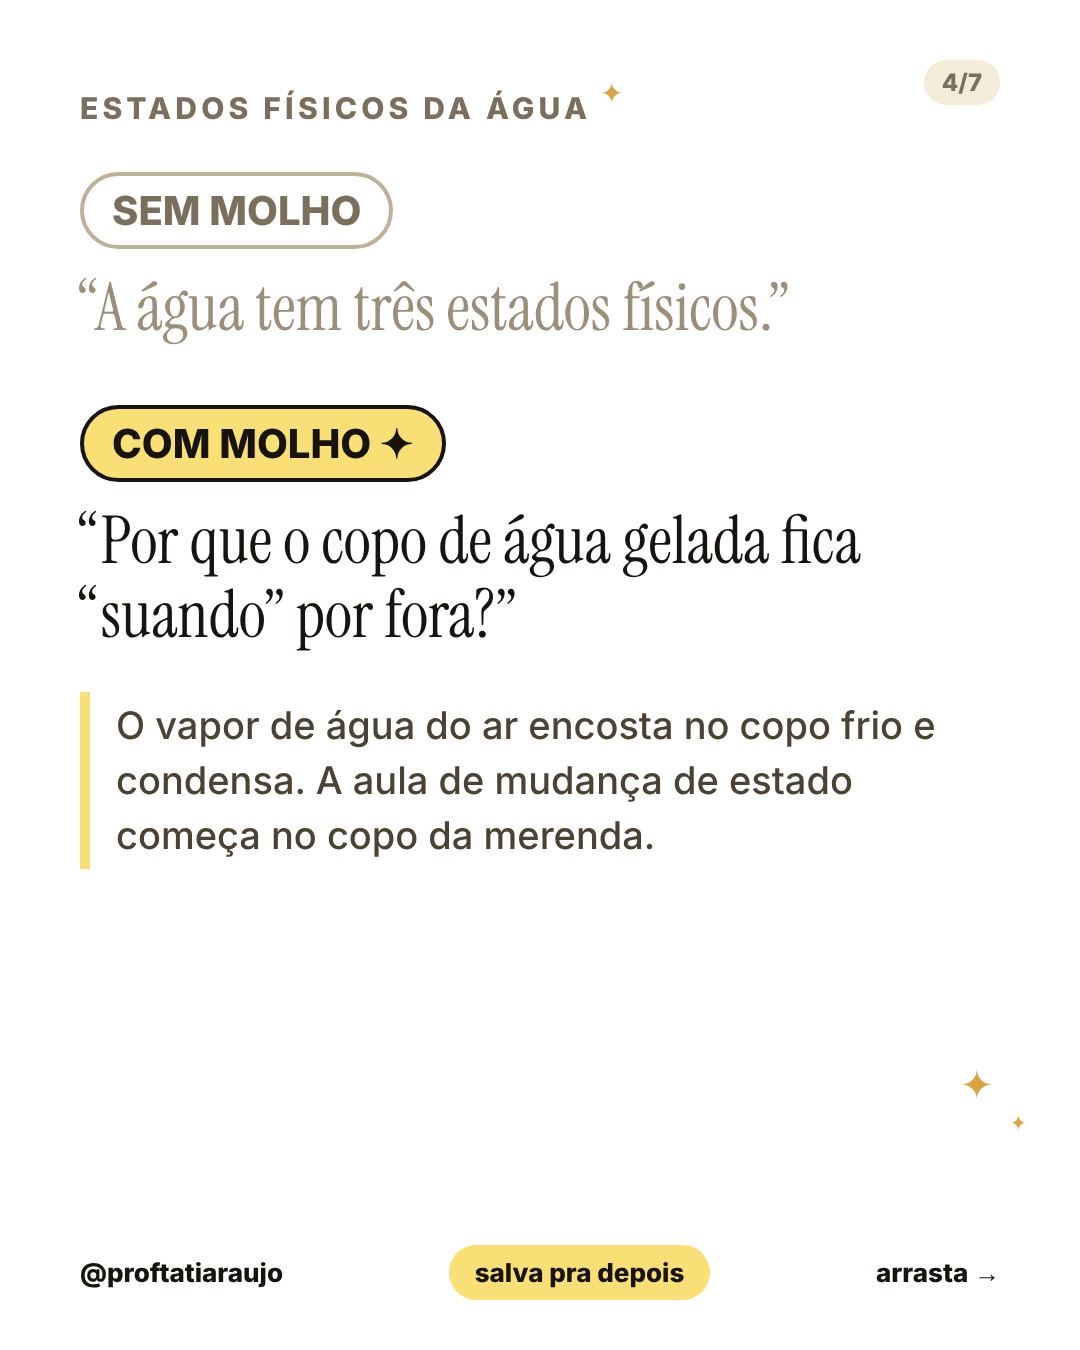 ESTADOS FÍSICOS DA ÁGUA
4/7
SEM MOLHO
“A água tem três estados físicos.”
COM MOLHO ✦
“Por que o copo de água gelada fica
“suando” por fora?”
O vapor de água do ar encosta no copo frio e
condensa. A aula de mudança de estado
começa no copo da merenda.
@proftatiaraujo
salva pra depois
arrasta →